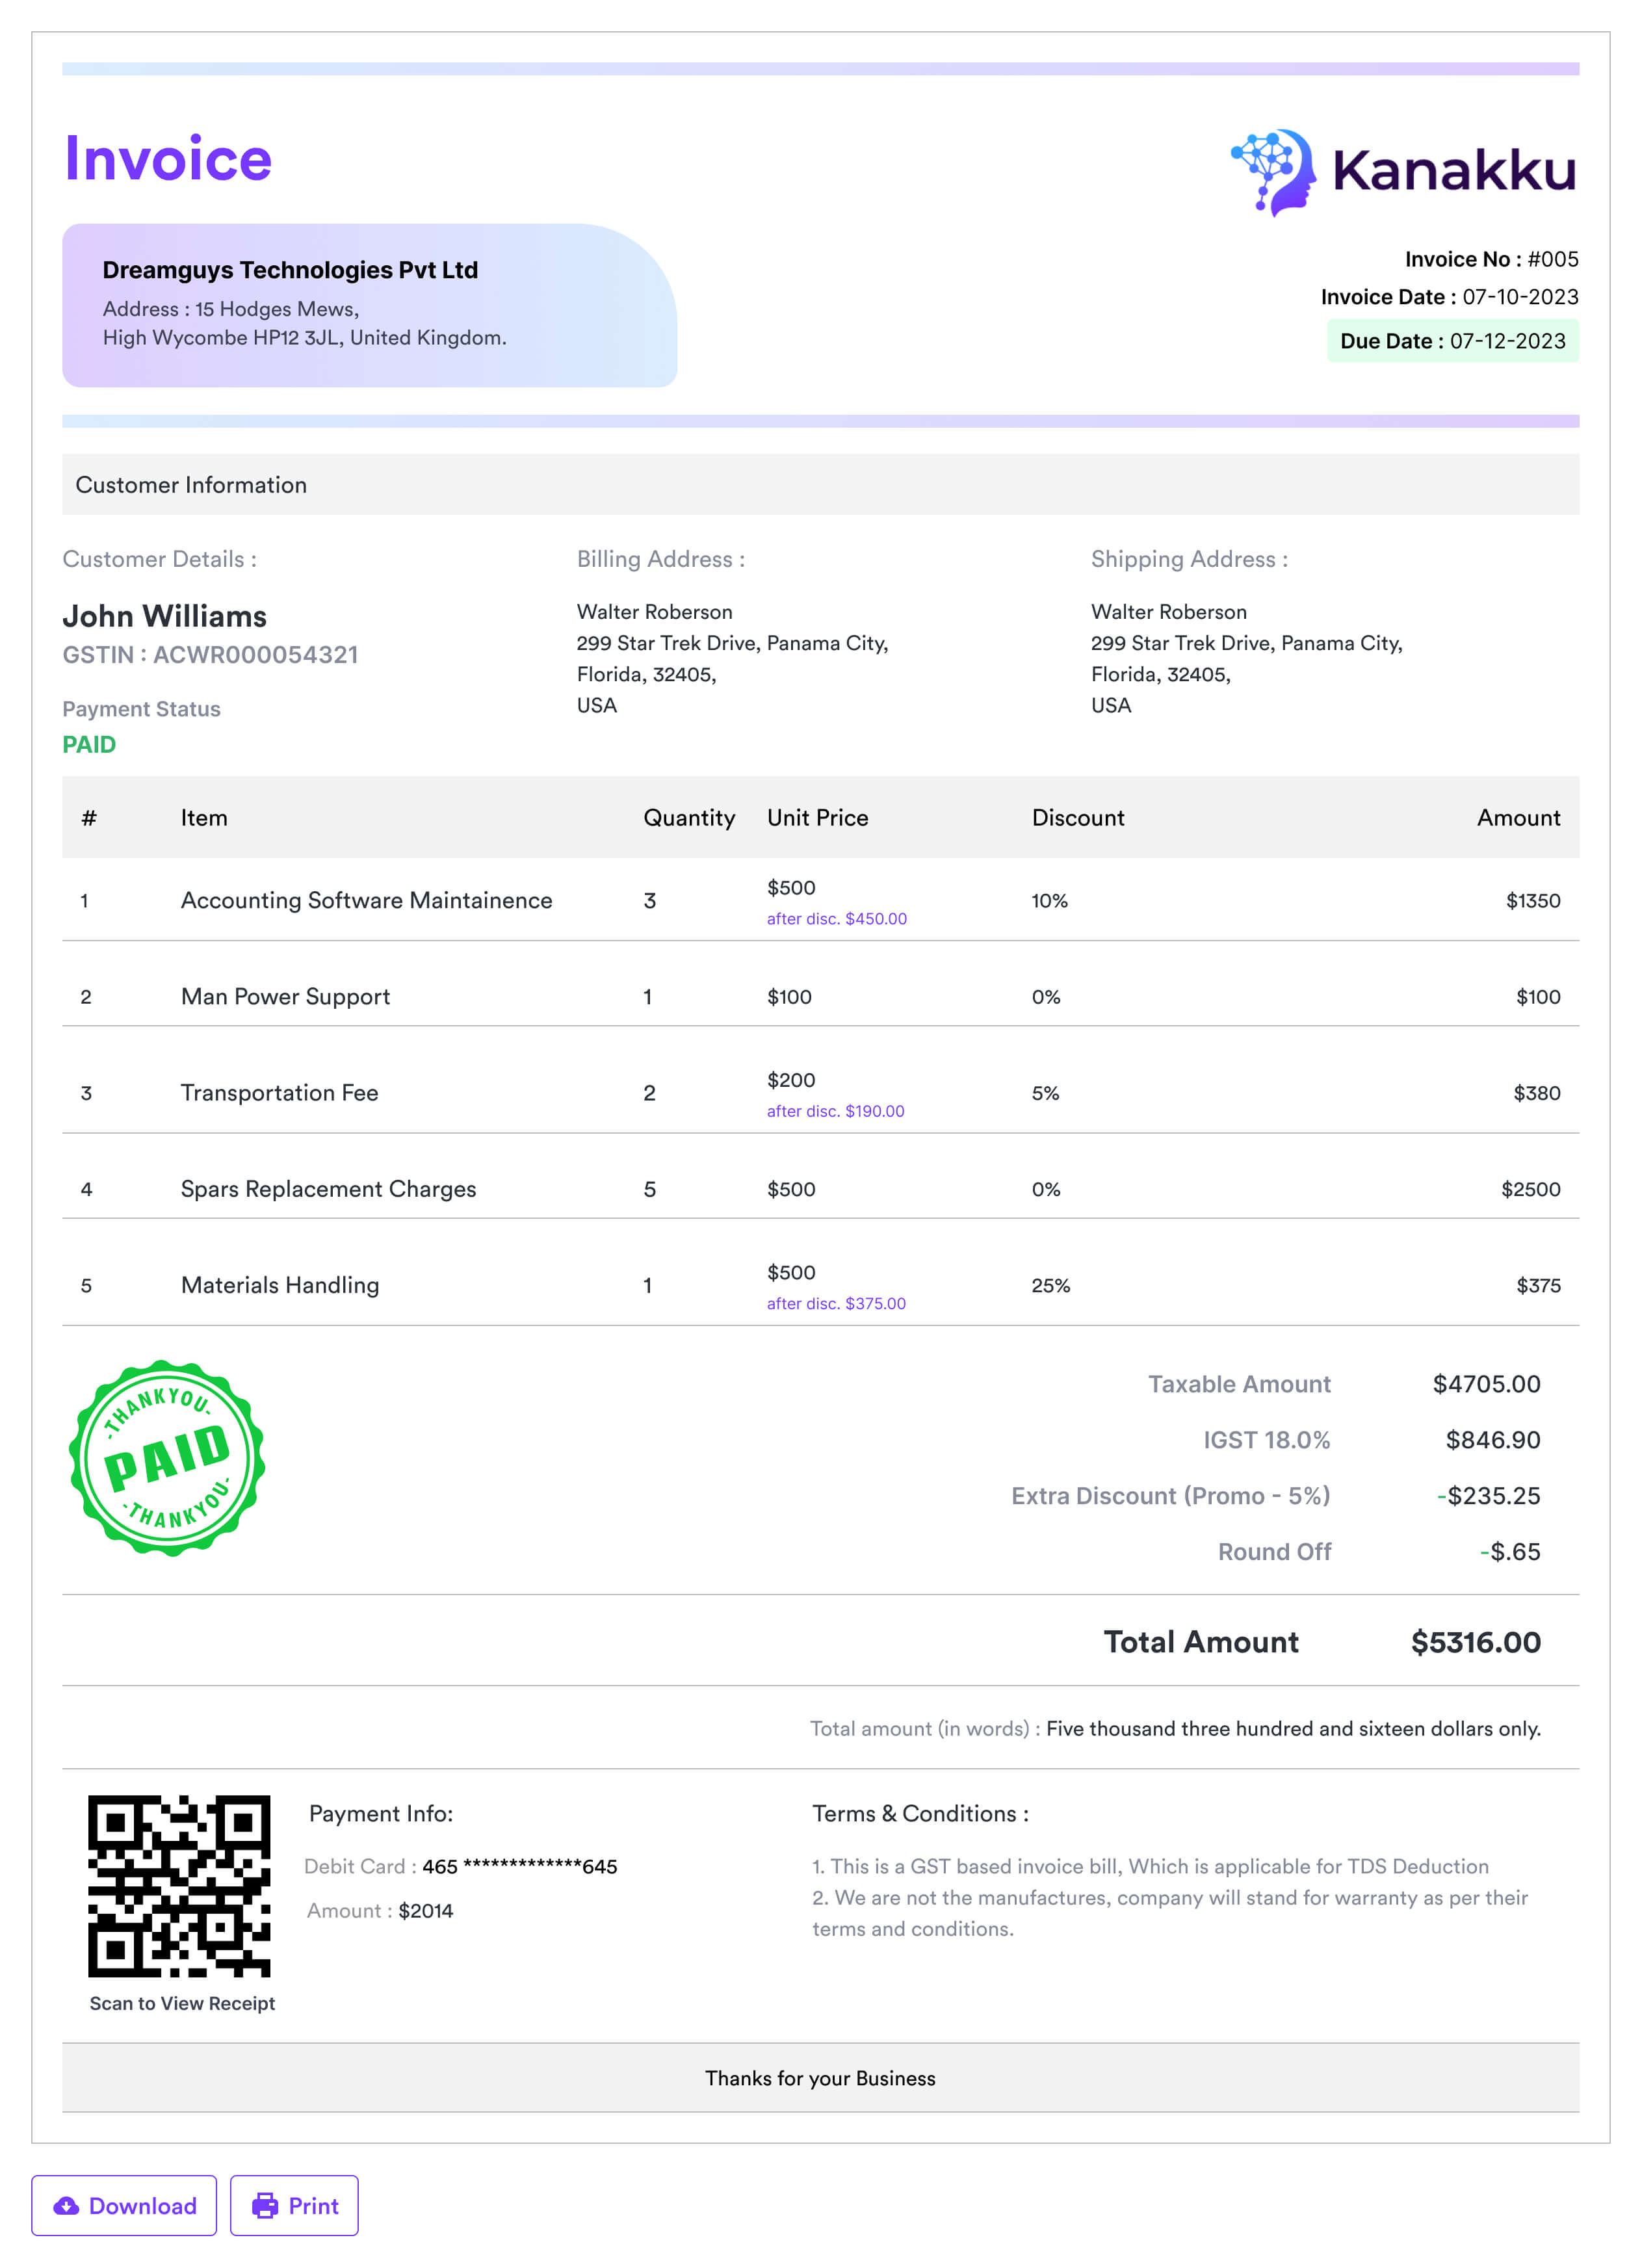 Invoice
Kanakku
Dreamguys Technologies Pvt Ltd
Address : 15 Hodges Mews,
High Wycombe HP12 3JL, United Kingdom.
Invoice No : #005
Invoice Date : 07-10-2023
Due Date : 07-12-2023
Customer Information
Customer Details :
John Williams
GSTIN : ACWR000054321
Payment Status
PAID
Billing Address :
Walter Roberson
299 Star Trek Drive, Panama City,
Florida, 32405,
USA
Shipping Address :
Walter Roberson
299 Star Trek Drive, Panama City,
Florida, 32405,
USA
# Item Quantity Unit Price Discount Amount
1 Accounting Software Maintainence 3 $500 10% $1350
after disc. $450.00
2 Man Power Support 1 $100 0% $100
3 Transportation Fee 2 $200 5% $380
after disc. $190.00
4 Spars Replacement Charges 5 $500 0% $2500
5 Materials Handling 1 $500 25% $375
after disc. $375.00
-THANKYOU-
PAID
-THANKYOU-
Taxable Amount $4705.00
IGST 18.0% $846.90
Extra Discount (Promo - 5%) -$235.25
Round Off -$.65
Total Amount $5316.00
Total amount (in words) : Five thousand three hundred and sixteen dollars only.
Scan to View Receipt
Payment Info:
Debit Card : 465 *************645
Amount : $2014
Terms & Conditions :
1. This is a GST based invoice bill, Which is applicable for TDS Deduction
2. We are not the manufactures, company will stand for warranty as per their
terms and conditions.
Thanks for your Business
Download
Print